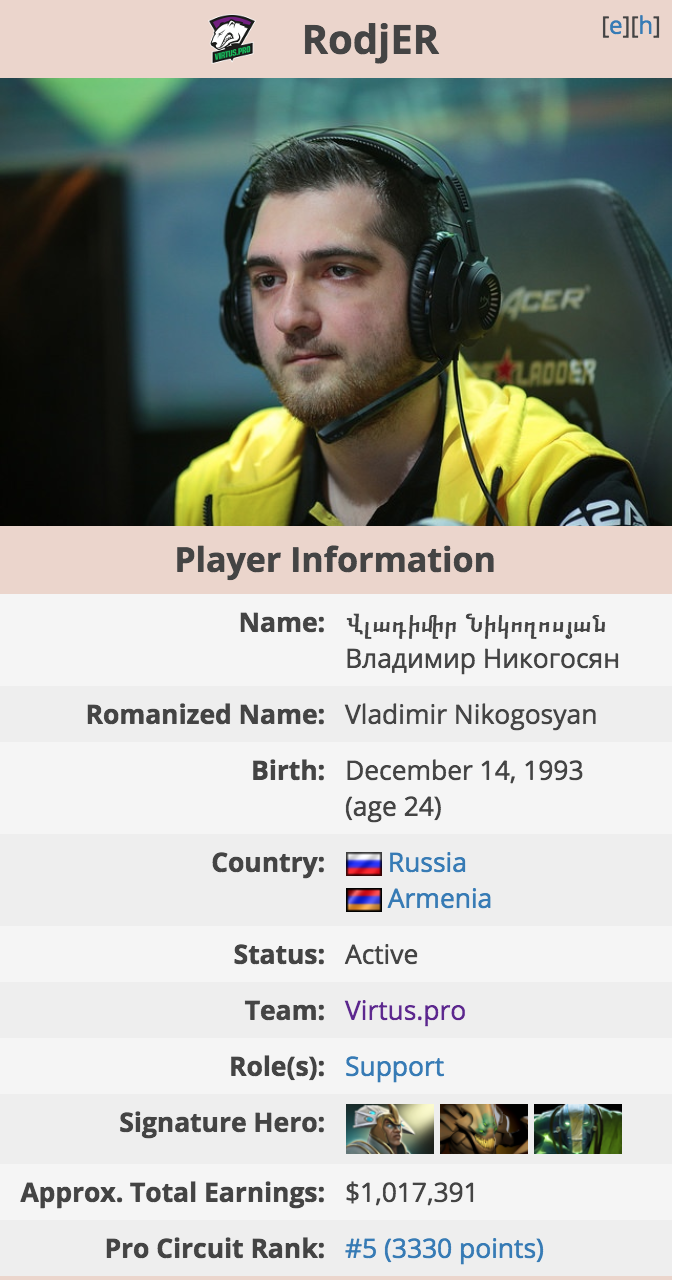 VIRTUS.PRO
RodjER
[e][h]
ACER
LADDER
Player Information
Name: Վլադիմիր Նիկողոսյան
Владимир Никогосян
Romanized Name: Vladimir Nikogosyan
Birth: December 14, 1993
(age 24)
Country: Russia
Armenia
Status: Active
Team: Virtus.pro
Role(s): Support
Signature Hero:
Approx. Total Earnings: $1,017,391
Pro Circuit Rank: #5 (3330 points)